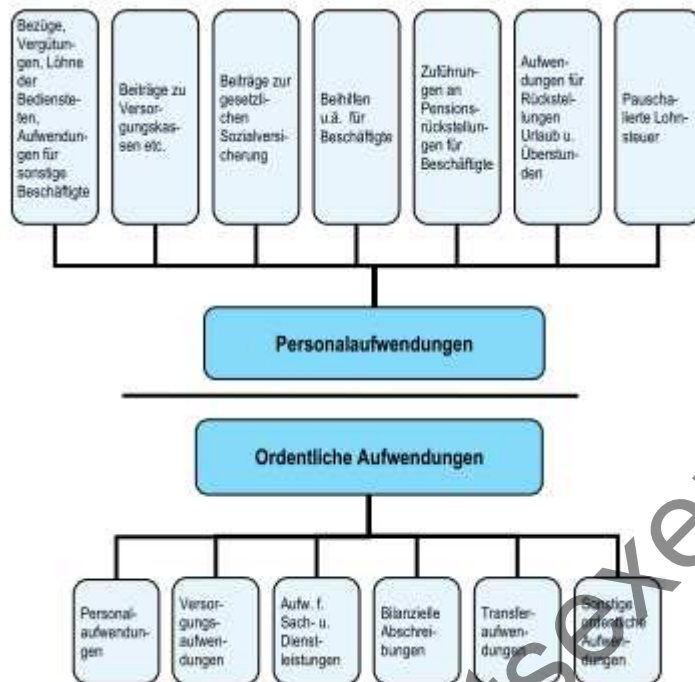 Bezüge,
Vergütun-
gen, Löhne
der
Bedienste-
ten,
Aufwendun-
gen für
sonstige
Beschäftigte
Beiträge zu
Versor-
gungskas-
sen etc.
Beiträge zur
gesetzli-
chen
Sozialversi-
cherung
Beihilfen
u.ä. für
Beschäftigte
Zuführun-
gen an
Pensions-
rückstellun-
gen für
Beschäftigte
Aufwen-
dungen für
Rückstel-
lungen
Urlaub u.
Überstun-
den
Pauscha-
lierte Lohn-
steuer
Personalaufwendungen
Ordentliche Aufwendungen
Personal-
aufwendun-
gen
Versor-
gungs-
aufwen-
dungen
Aufw. f.
Sach- u.
Dienst-
leistungen
Bilanzielle
Abschrei-
bungen
Transfer-
aufwen-
dungen
Sonstige
ordentliche
Aufwen-
dungen